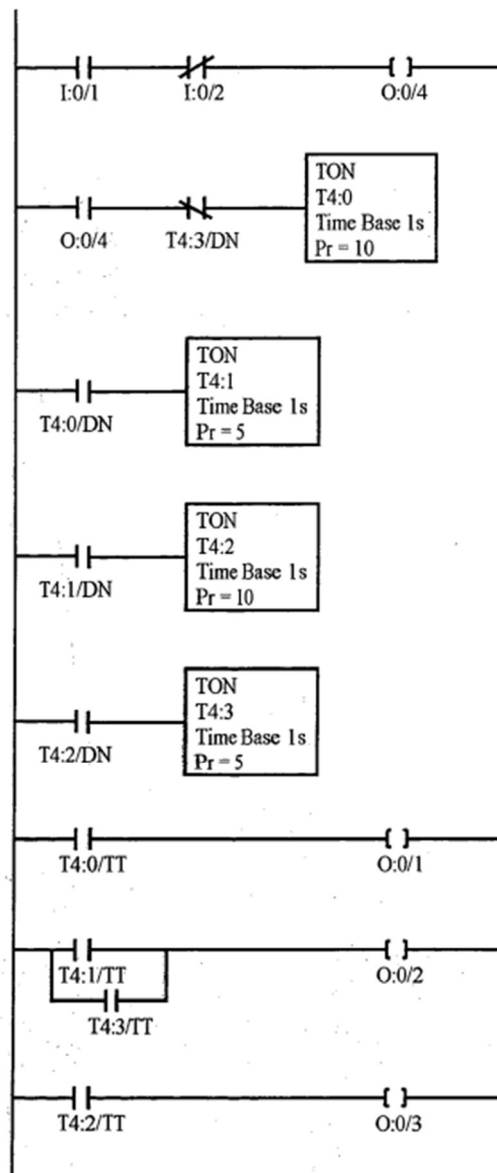 I:0/1 I:0/2 O:0/4
TON
T4:0
Time Base 1s
Pr = 10
O:0/4 T4:3/DN
TON
T4:1
Time Base 1s
Pr = 5
T4:0/DN
TON
T4:2
Time Base 1s
Pr = 10
T4:1/DN
TON
T4:3
Time Base 1s
Pr = 5
T4:2/DN
T4:0/TT O:0/1
T4:1/TT O:0/2
T4:3/TT
T4:2/TT O:0/3